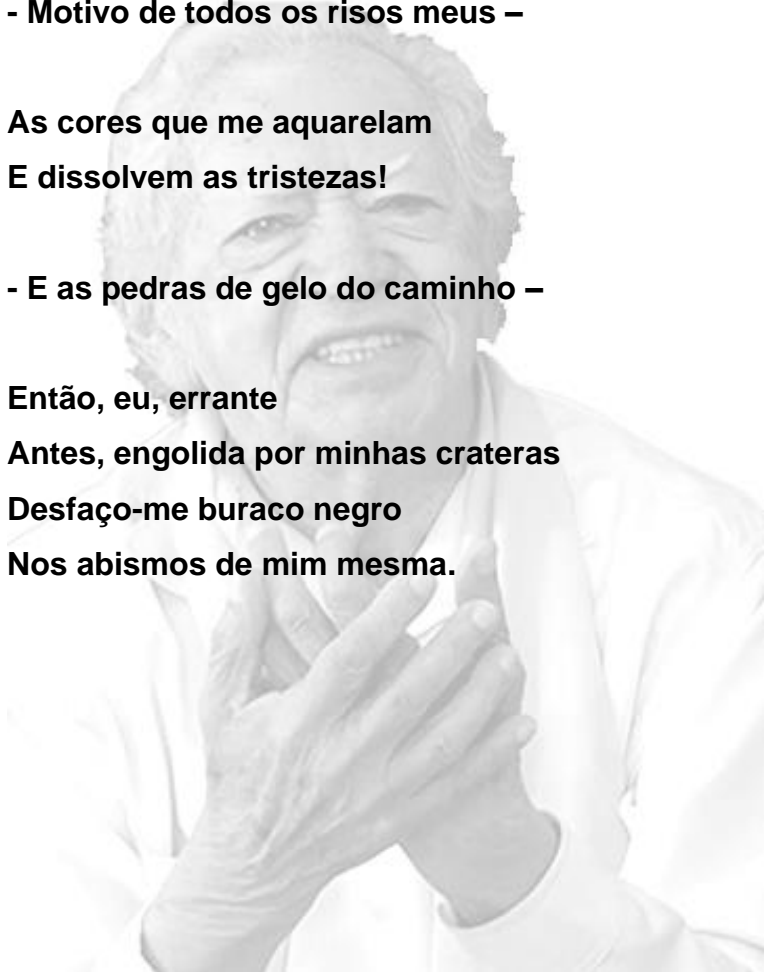 - Motivo de todos os risos meus –
As cores que me aquarelam
E dissolvem as tristezas!
- E as pedras de gelo do caminho –
Então, eu, errante
Antes, engolida por minhas crateras
Desfaço-me buraco negro
Nos abismos de mim mesma.